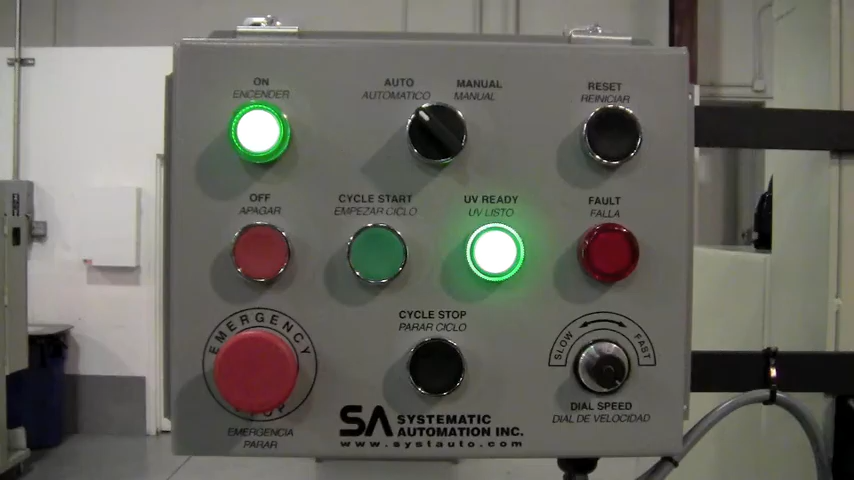 ON
ENCENDER
AUTO
AUTOMATICO
MANUAL
MANUAL
RESET
REINICIAR
OFF
APAGAR
CYCLE START
EMPEZAR CICLO
UV READY
UV LISTO
FAULT
FALLA
EMERGENCY
STOP
EMERGENCIA
PARAR
CYCLE STOP
PARAR CICLO
SLOW FAST
DIAL SPEED
DIAL DE VELOCIDAD
SA SYSTEMATIC
AUTOMATION INC.
www.systauto.com